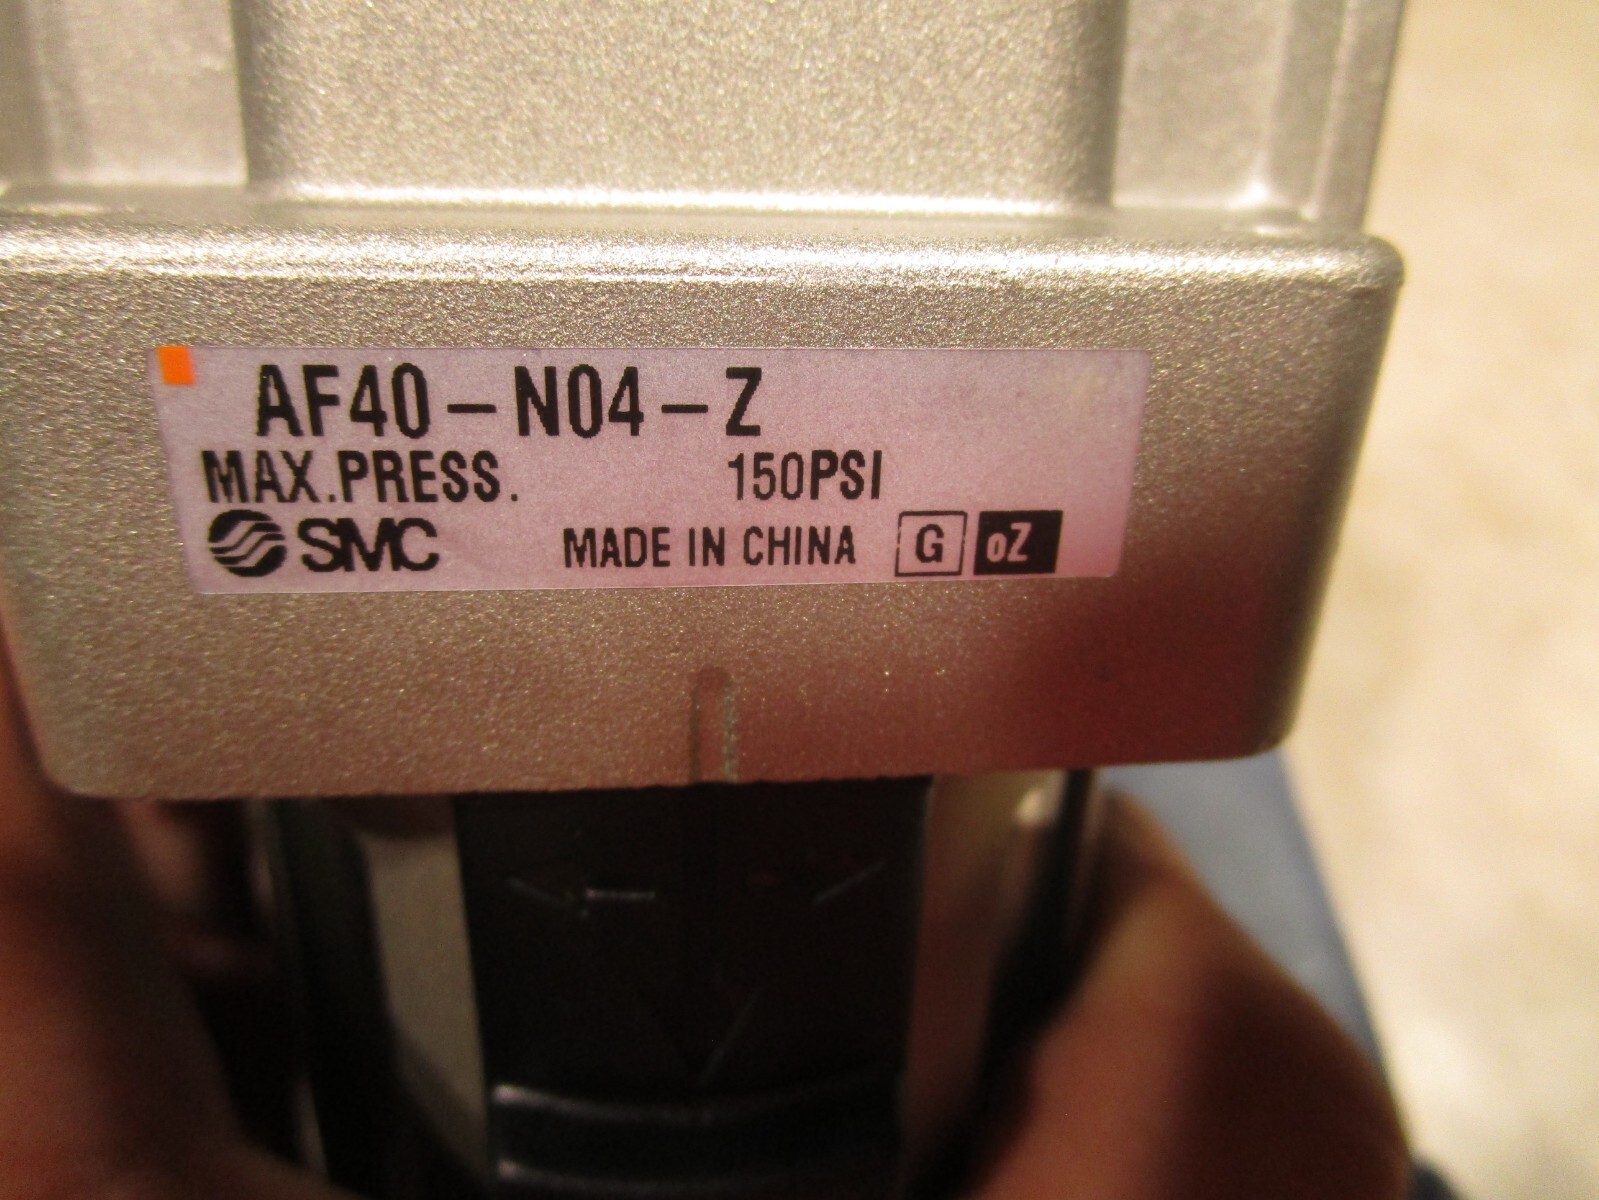 AF40-N04-Z
MAX.PRESS. 150PSI
SMC MADE IN CHINA G oZ